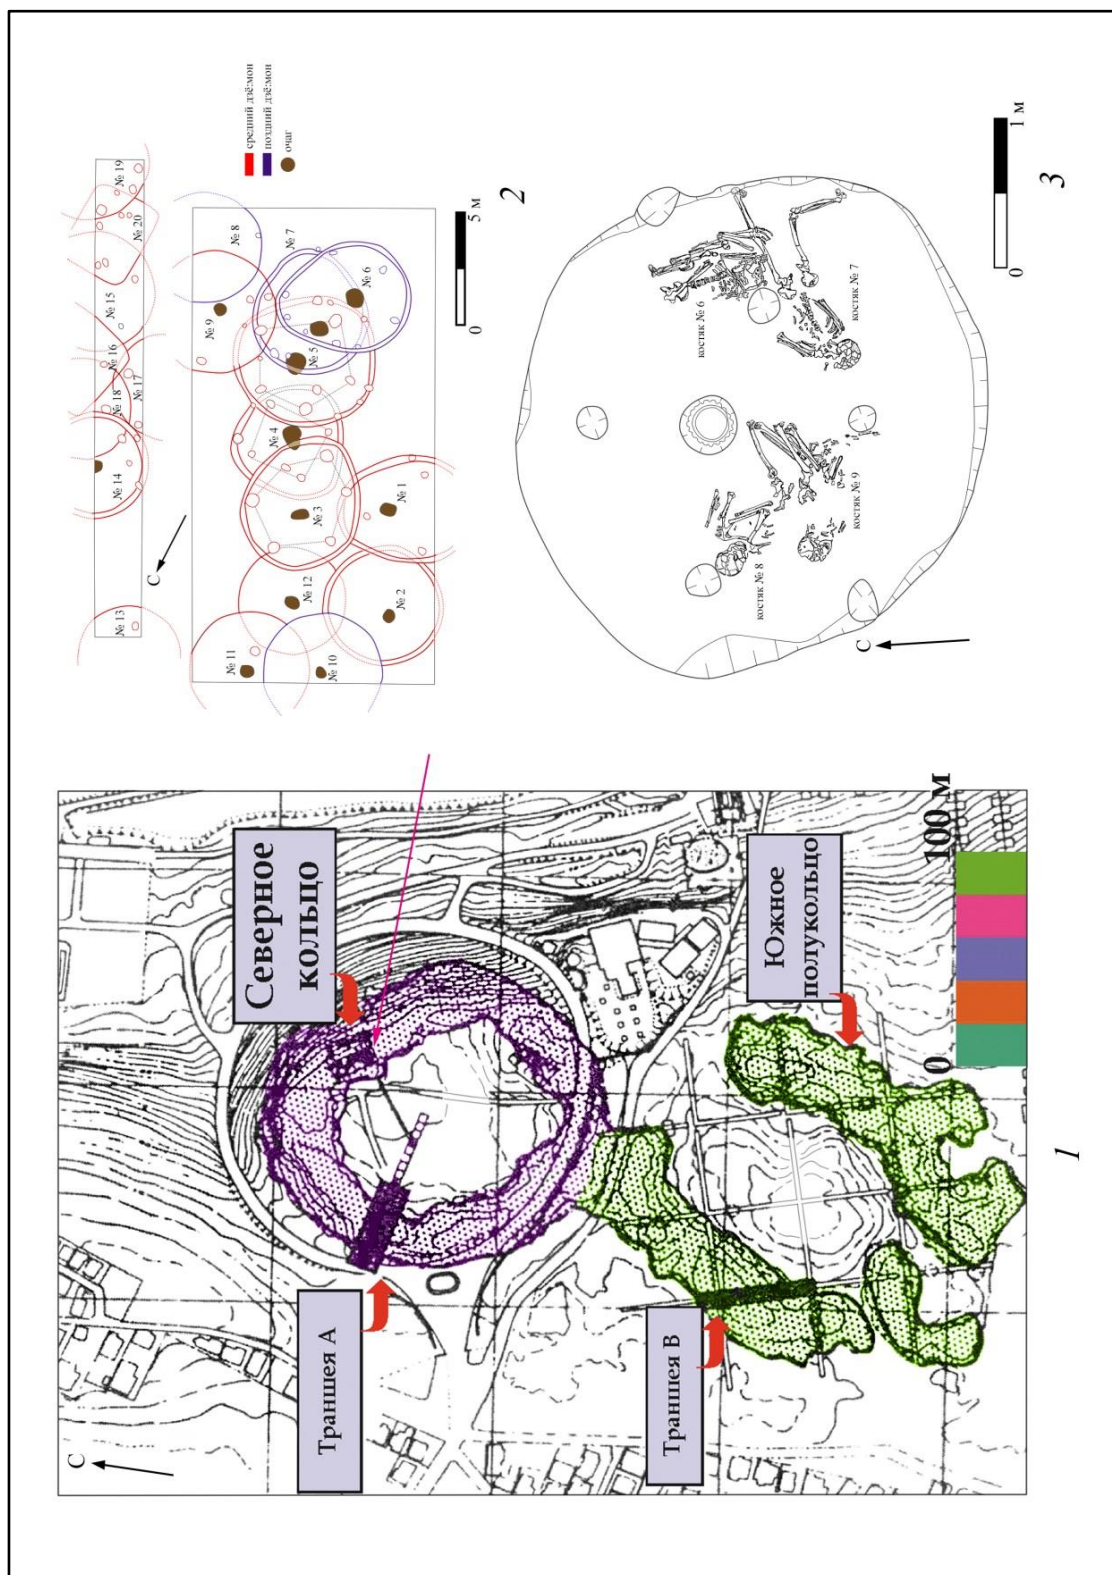 С
Северное
кольцо
Траншея А
Южное
полукольцо
Траншея В
0
100 м
1
№ 13
№ 14
№ 18
№ 17
№ 16
№ 15
№ 20
№ 19
С
средний дзё:мон
поздний дзё:мон
очаг
№ 11
№ 10
№ 12
№ 2
№ 3
№ 1
№ 4
№ 5
№ 9
№ 8
№ 7
№ 6
0
5 м
2
костяк № 6
костяк № 7
костяк № 8
костяк № 9
С
0
1 м
3